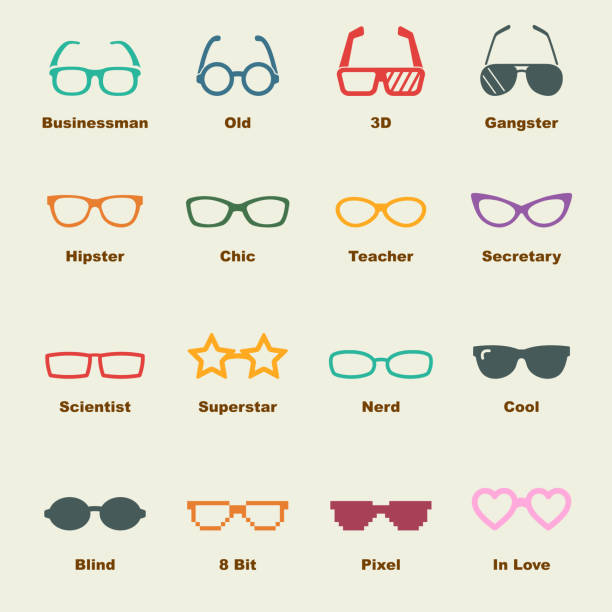 Businessman Old 3D Gangster
Hipster Chic Teacher Secretary
Scientist Superstar Nerd Cool
Blind 8 Bit Pixel In Love